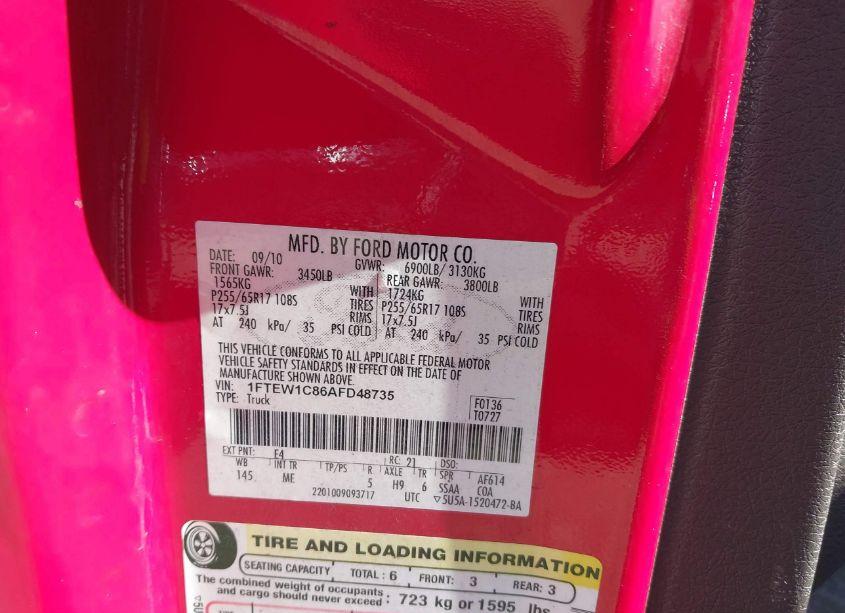 MFD. BY FORD MOTOR CO.
DATE: 09/10 GVWR: 6900LB/ 3130KG
FRONT GAWR: 3450LB REAR GAWR: 3800LB
1565KG WITH 1724KG WITH
P255/65R17 108S TIRES P255/65R17 108S TIRES
17x7.5J RIMS 17x7.5J RIMS
AT 240 kPa/ 35 PSI COLD AT 240 kPa/ 35 PSI COLD
THIS VEHICLE CONFORMS TO ALL APPLICABLE FEDERAL MOTOR
VEHICLE SAFETY STANDARDS IN EFFECT ON THE DATE OF
MANUFACTURE SHOWN ABOVE.
VIN: 1FTEW1C86AFD48735
TYPE: Truck
F0136
T0727
EXT PNT: F4 RC: 21 DSO:
WB INT TR TP/PS R AXLE TR SPR AF614
145 ME 5 H9 6 SSAA COA
2201009093717 UTC ▽5U5A-1520472-BA
TIRE AND LOADING INFORMATION
SEATING CAPACITY TOTAL : 6 FRONT: 3 REAR: 3
The combined weight of occupants
and cargo should never exceed : 723 kg or 1595 lbs